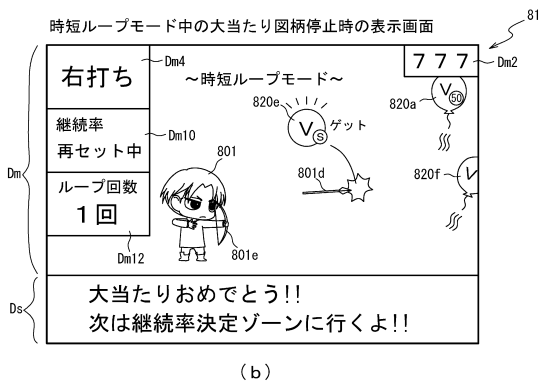 時短ループモード中の大当たり図柄停止時の表示画面
81
右打ち
Dm4
～時短ループモード～
７７７
Dm2
820e
V
50
820a
継続率
再セット中
Dm10
V
S
ゲット
Dm
801
801d
820f
V
ループ回数
１回
Dm12
801e
Ds
大当たりおめでとう!!
次は継続率決定ゾーンに行くよ!!
(b)